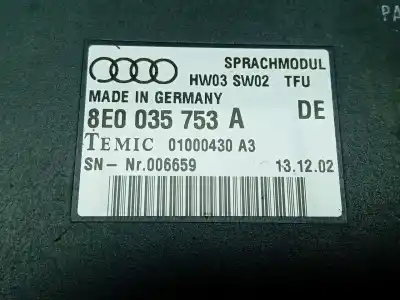 PA
SPRACHMODUL
HW03 SW02 TFU
MADE IN GERMANY
8E0 035 753 A DE
TEMIC 01000430 A3
SN- Nr.006659 13.12.02